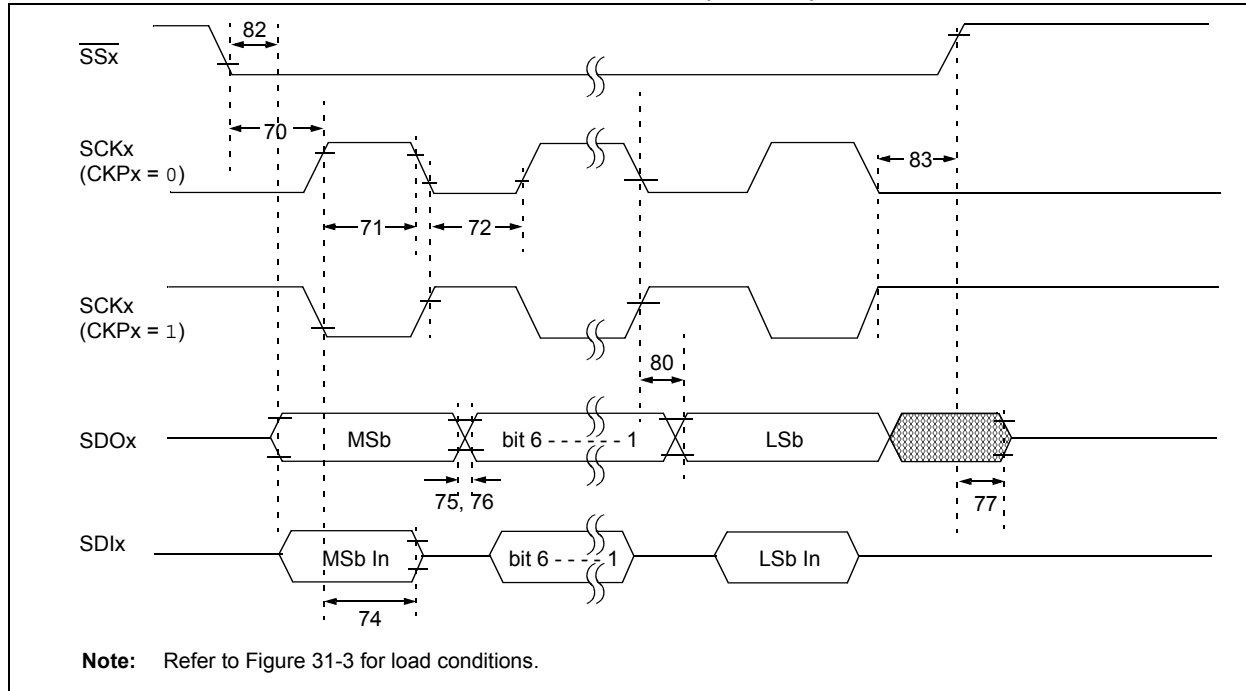 82
SSx
70
SCKx
(CKPx = 0)
83
71
72
SCKx
(CKPx = 1)
80
SDOx
MSb
bit 6 - - - - - - 1
LSb
75, 76
77
SDIx
MSb In
bit 6 - - - - 1
LSb In
74
Note: Refer to Figure 31-3 for load conditions.